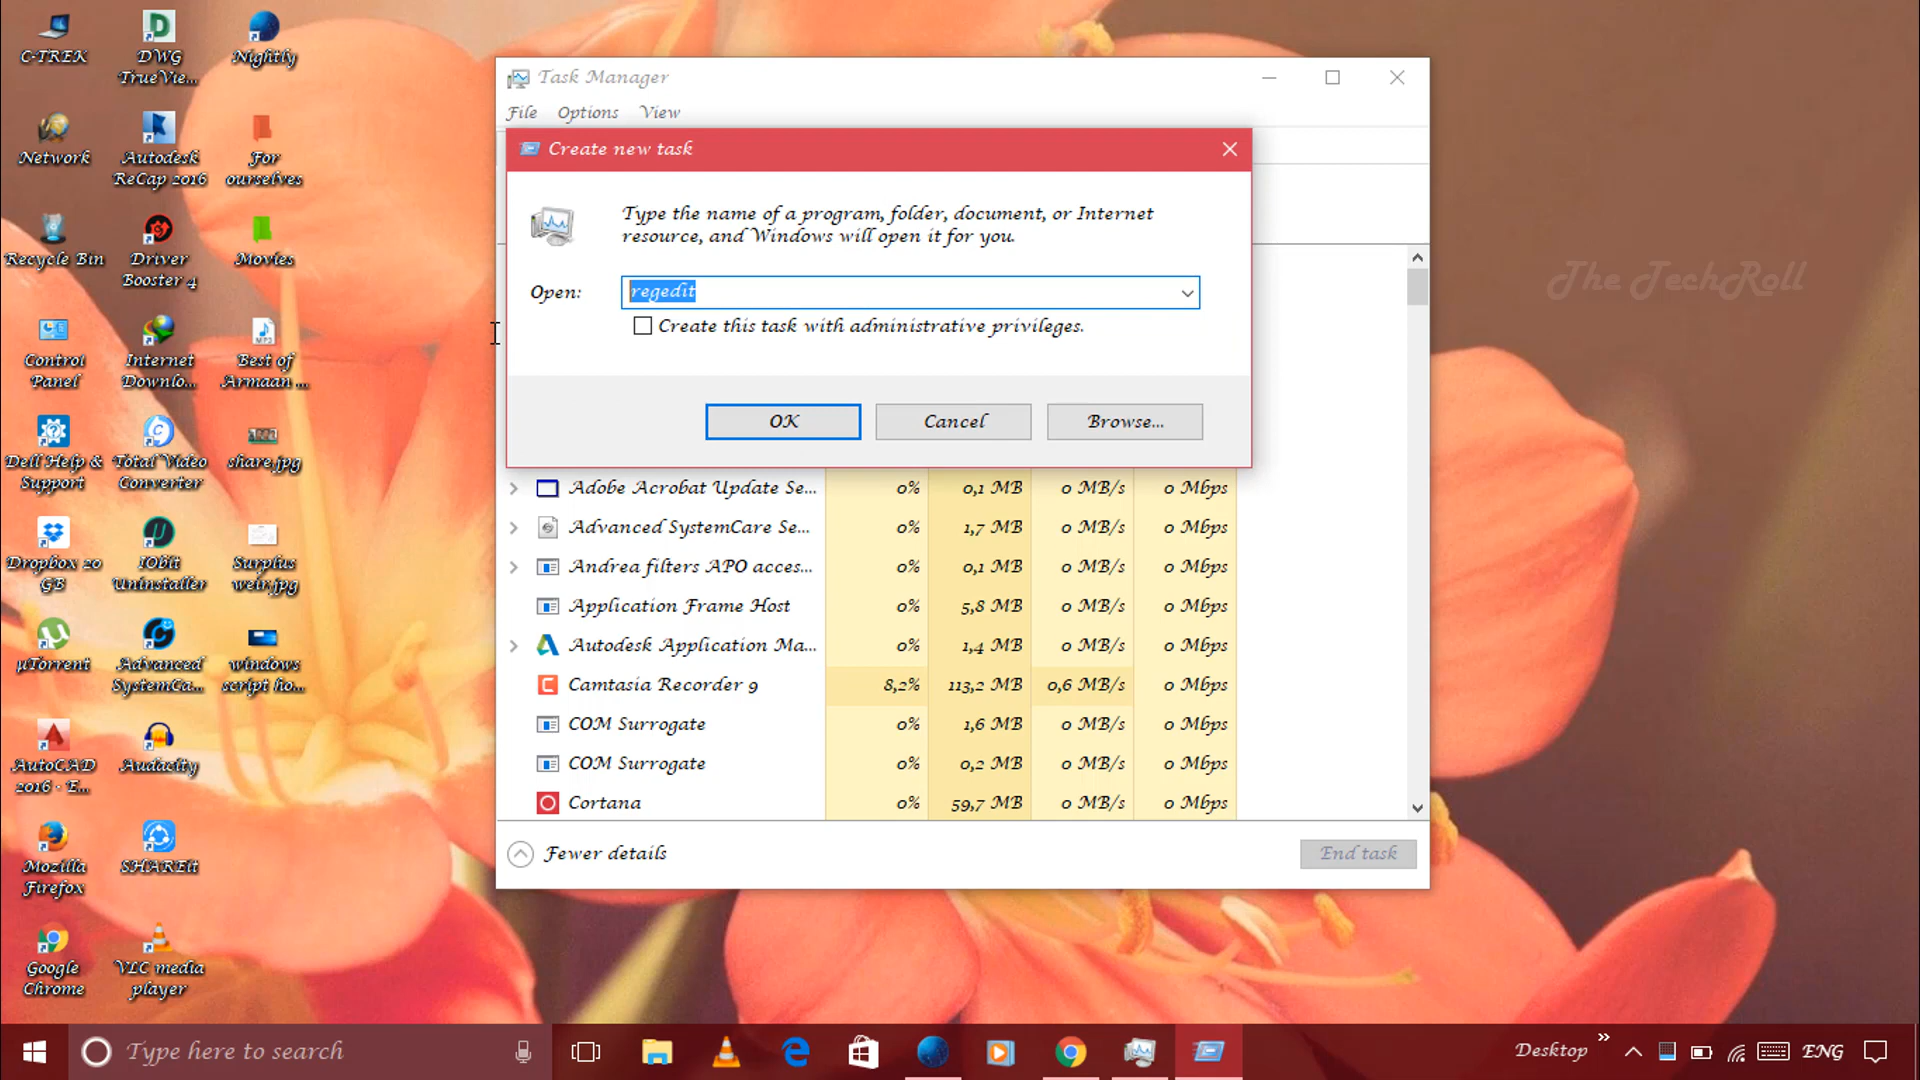 C-TREK
DWG
TrueVie...
Nightly
Network
Autodesk
ReCap 2016
For
ourselves
Recycle Bin
Driver
Booster 4
Movies
Control
Panel
Internet
Downlo...
Best of
Armaan ...
Dell Help &
Support
Total Video
Converter
share.jpg
Dropbox 20
GB
IObit
Uninstaller
Surplus
weir.jpg
µTorrent
Advanced
SystemCa...
windows
script ho...
AutoCAD
2016 - E...
Audacity
Mozilla
Firefox
SHAREit
Google
Chrome
VLC media
player
Task Manager
File Options View
Create new task
Type the name of a program, folder, document, or Internet
resource, and Windows will open it for you.
Open: regedit
Create this task with administrative privileges.
OK Cancel Browse...
Adobe Acrobat Update Se... 0% 0,1 MB 0 MB/s 0 Mbps
Advanced SystemCare Se... 0% 1,7 MB 0 MB/s 0 Mbps
Andrea filters APO acces... 0% 0,1 MB 0 MB/s 0 Mbps
Application Frame Host 0% 5,8 MB 0 MB/s 0 Mbps
Autodesk Application Ma... 0% 1,4 MB 0 MB/s 0 Mbps
Camtasia Recorder 9 8,2% 113,2 MB 0,6 MB/s 0 Mbps
COM Surrogate 0% 1,6 MB 0 MB/s 0 Mbps
COM Surrogate 0% 0,2 MB 0 MB/s 0 Mbps
Cortana 0% 59,7 MB 0 MB/s 0 Mbps
Fewer details End task
The TechRoll
Type here to search
Desktop » ENG